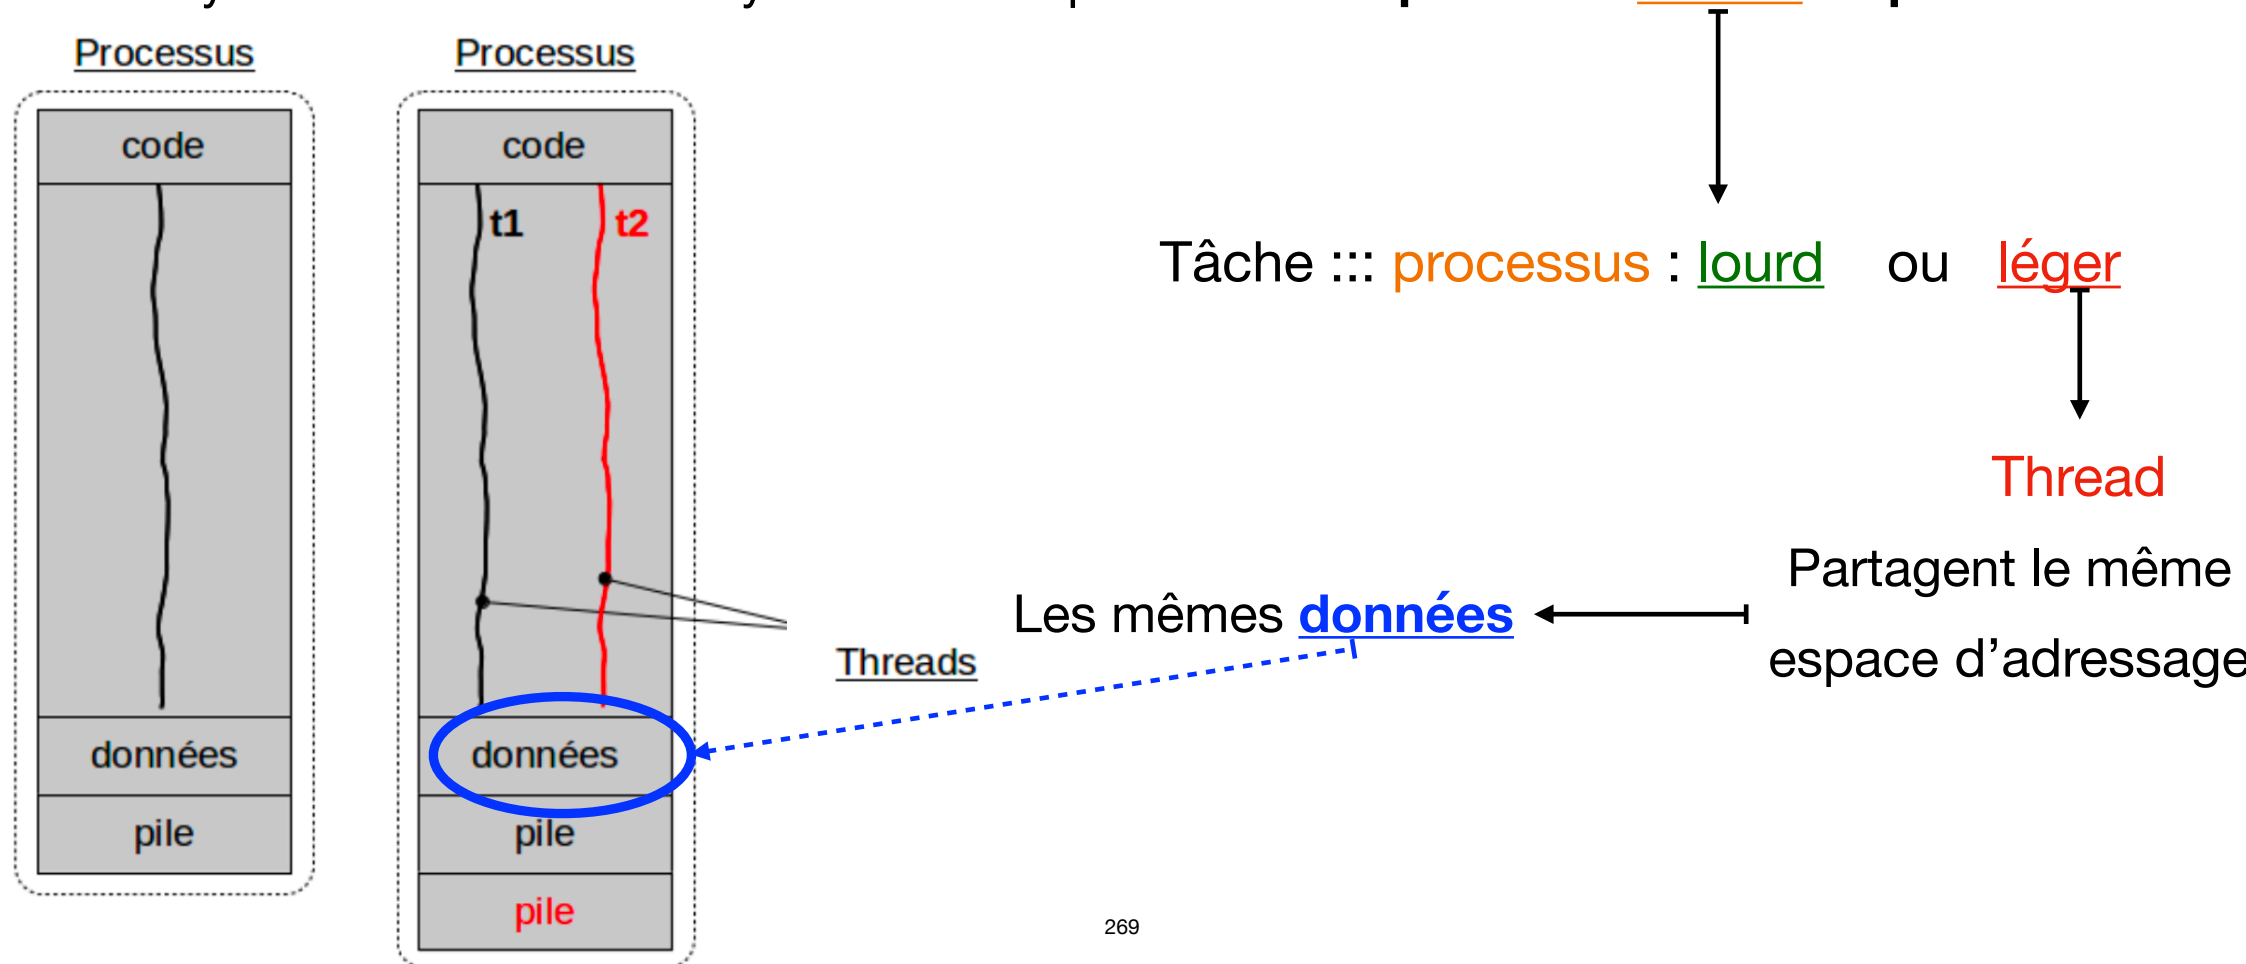 Processus
Processus
code
code
t1
t2
Tâche ::: processus : lourd ou léger
Thread
Partagent le même
Les mêmes données
espace d’adressage
Threads
données
données
pile
pile
pile
269